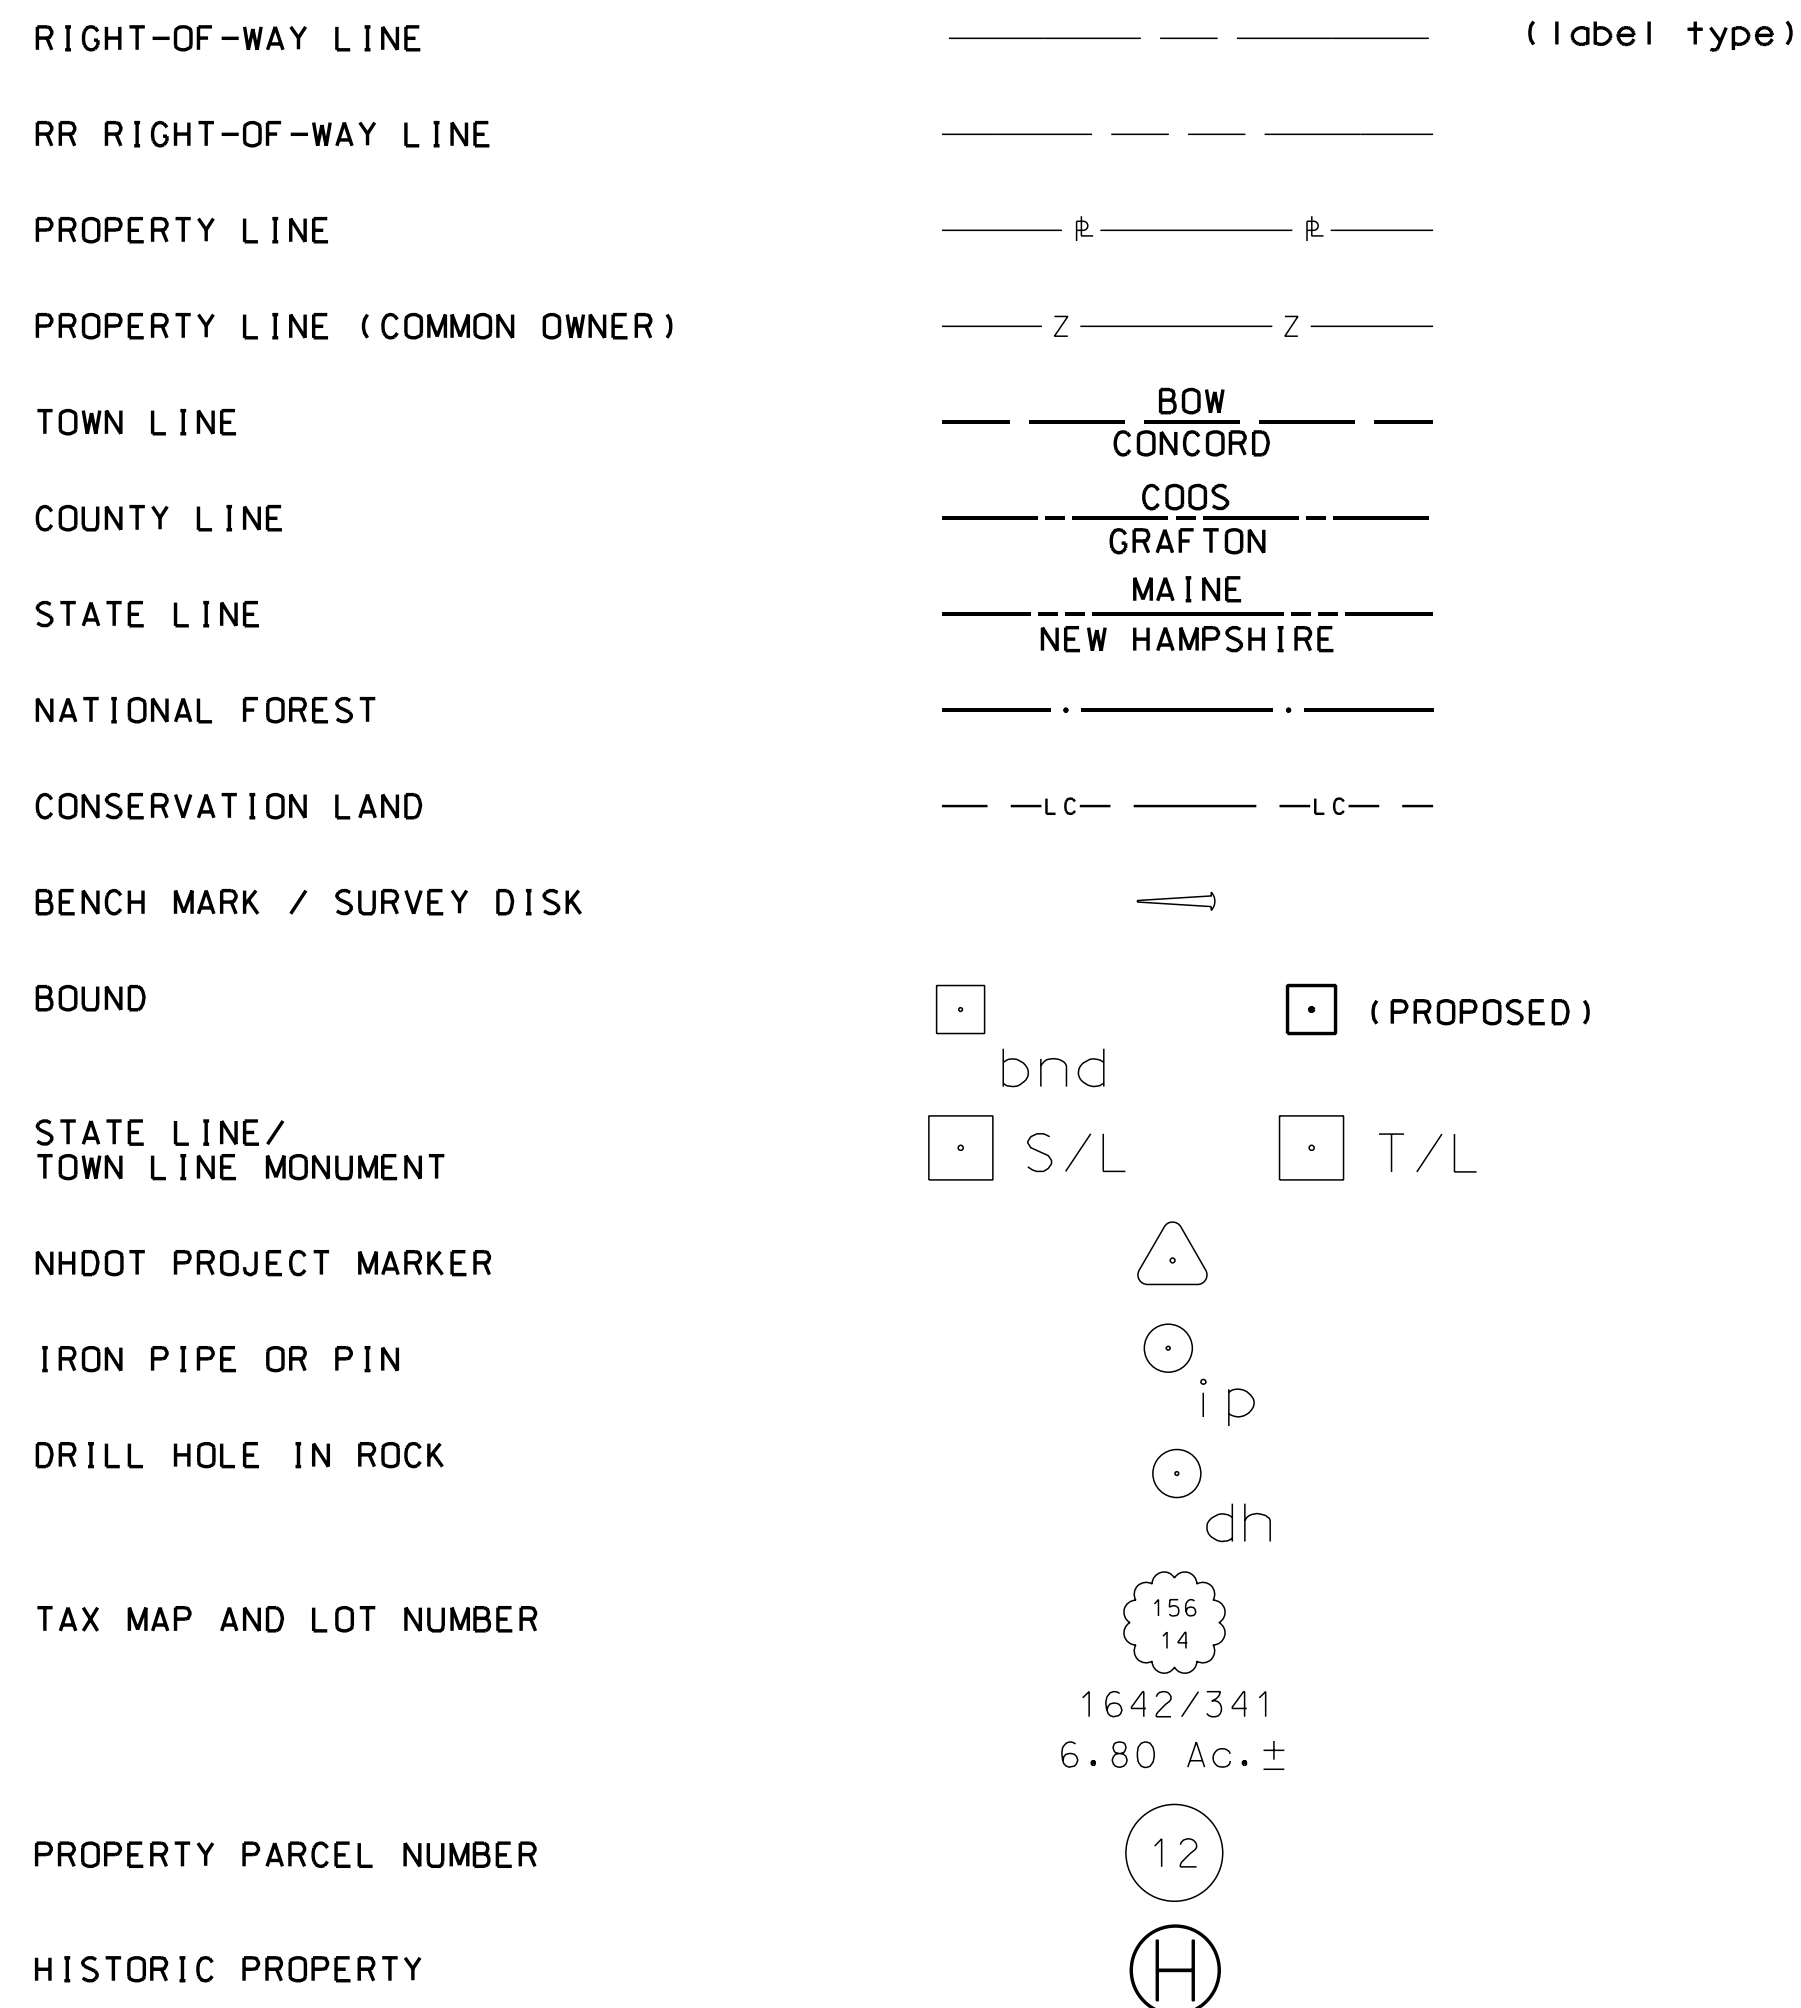 RIGHT-OF-WAY LINE (label type)
RR RIGHT-OF-WAY LINE
PROPERTY LINE PL PL
PROPERTY LINE (COMMON OWNER) Z Z
BOW
TOWN LINE
CONCORD
COOS
COUNTY LINE
GRAFTON
MAINE
STATE LINE
NEW HAMPSHIRE
NATIONAL FOREST
CONSERVATION LAND LC LC
BENCH MARK / SURVEY DISK
BOUND (PROPOSED)
bnd
STATE LINE/
TOWN LINE MONUMENT S/L T/L
NHDOT PROJECT MARKER
IRON PIPE OR PIN
ip
DRILL HOLE IN ROCK
dh
TAX MAP AND LOT NUMBER
156
14
1642/341
6.80 Ac.±
PROPERTY PARCEL NUMBER 12
HISTORIC PROPERTY H